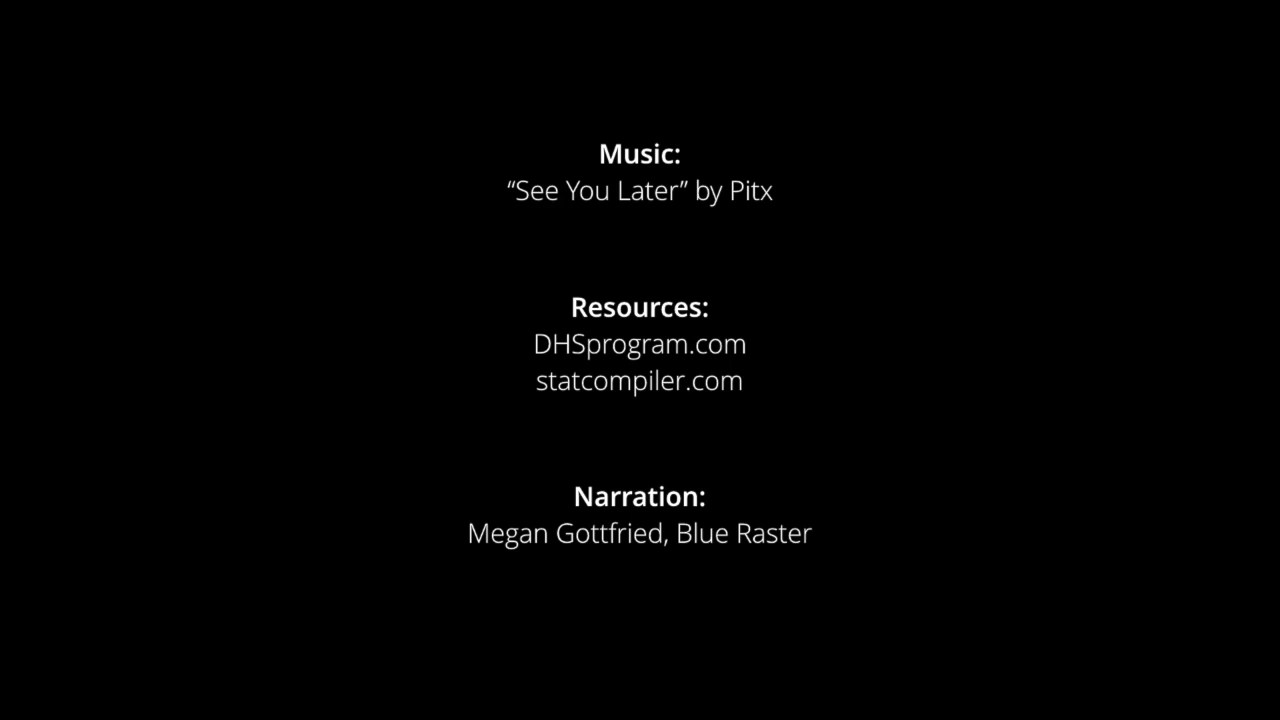 Music:
“See You Later” by Pitx
Resources:
DHSprogram.com
statcompiler.com
Narration:
Megan Gottfried, Blue Raster